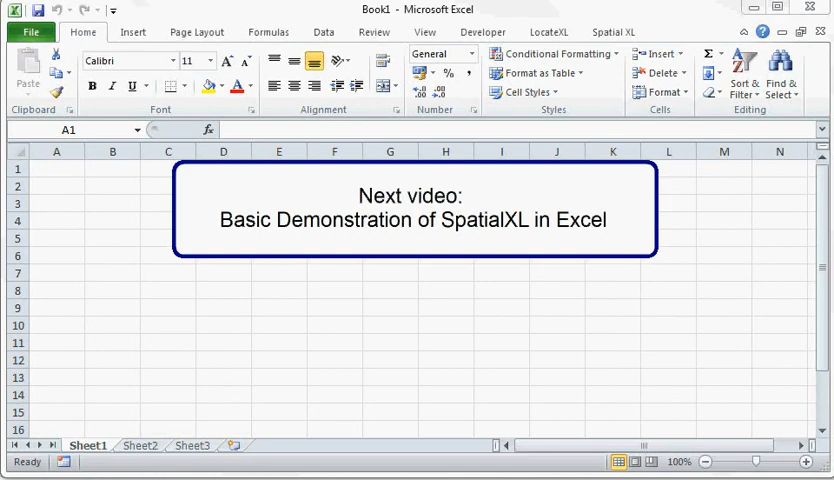 Book1 - Microsoft Excel
File Home Insert Page Layout Formulas Data Review View Developer LocateXL Spatial XL
Calibri 11 General Conditional Formatting Insert Σ
Paste B I U A % , Format as Table Delete Sort & Find &
Cell Styles Format Filter Select
Clipboard Font Alignment Number Styles Cells Editing
A1 fx
A B C D E F G H I J K L M N
1
Next video:
2
Basic Demonstration of SpatialXL in Excel
3
4
5
6
7
8
9
10
11
12
13
14
15
16
Sheet1 Sheet2 Sheet3
Ready 100%